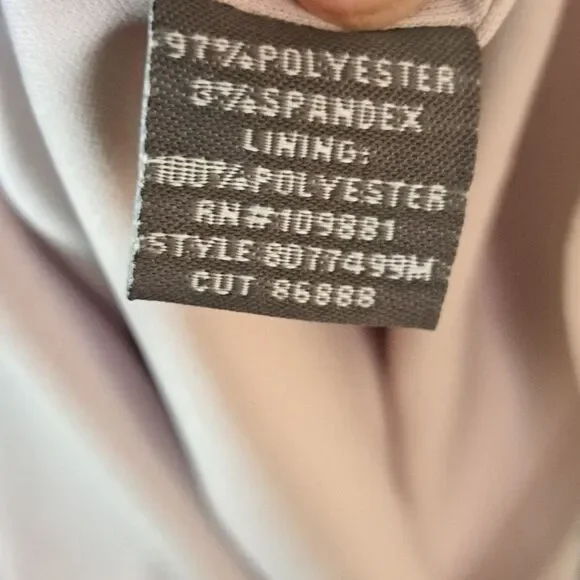 97% POLYESTER
3% SPANDEX
LINING:
100% POLYESTER
RN#109881
STYLE 8D77499M
CUT 86888